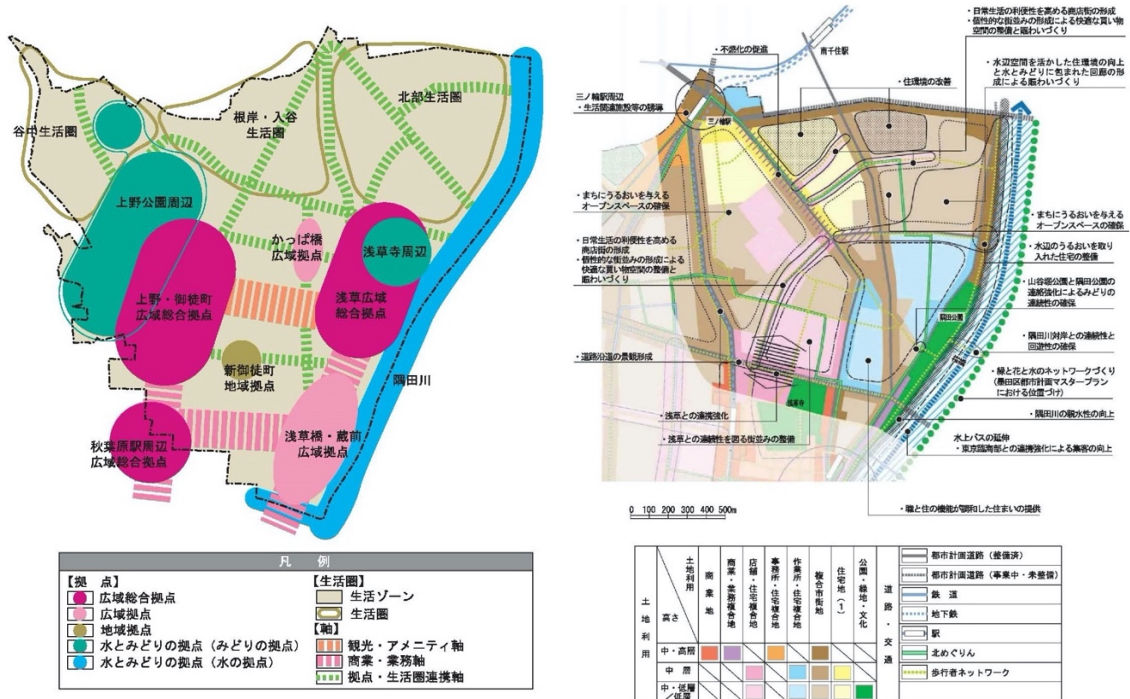 谷中生活圏
根岸・入谷
生活圏
北部生活圏
上野公園周辺
かっぱ橋
広域拠点
浅草寺周辺
上野・御徒町
広域総合拠点
浅草広域
総合拠点
新御徒町
地域拠点
隅田川
秋葉原駅周辺
広域総合拠点
浅草橋・蔵前
広域拠点
凡 例
【拠 点】
広域総合拠点
広域拠点
地域拠点
水とみどりの拠点（みどりの拠点）
水とみどりの拠点（水の拠点）
【生活圏】
生活ゾーン
生活圏
【軸】
観光・アメニティ軸
商業・業務軸
拠点・生活圏連携軸
・日常生活の利便性を高める商店街の形成
・個性的な街並みの形成による快適な買い物
空間の整備と賑わいづくり
南千住駅
・不燃化の促進
・水辺空間を活かした住環境の向上
と水とみどりに包まれた回廊の形
成による賑わいづくり
・住環境の改善
三ノ輪駅周辺
・生活関連施設等の誘導
三ノ輪駅
・まちにうるおいを与える
オープンスペースの確保
・まちにうるおいを与える
オープンスペースの確保
・日常生活の利便性を高める
商店街の形成
・個性的な街並みの形成による
快適な買い物空間の整備と
賑わいづくり
・水辺のうるおいを取り
入れた住宅の整備
・山谷堀公園と隅田公園の
連絡強化によるみどりの
連続性の確保
隅田公園
・隅田川対岸との連続性と
回遊性の確保
・道路沿道の景観形成
・緑と花と水のネットワークづくり
（墨田区都市計画マスタープラン
における位置づけ）
浅草寺
・浅草との連携強化
・隅田川の親水性の向上
・浅草との連続性を図る街並みの整備
水上バスの延伸
・東京臨海部との連携強化による集客の向上
・職と住の機能が調和した住まいの提供
0 100 200 300 400 500m
土地利用
土地利用
高さ
商業地
商業・業務複合地
店舗・住宅複合地
事務所・住宅複合地
作業所・住宅複合地
複合市街地
住宅地（1）
公園・緑地・文化
中・高層
中 層
中・低層
／低層
道路・交通
都市計画道路（整備済）
都市計画道路（事業中・未整備）
鉄 道
地下鉄
駅
北めぐりん
歩行者ネットワーク